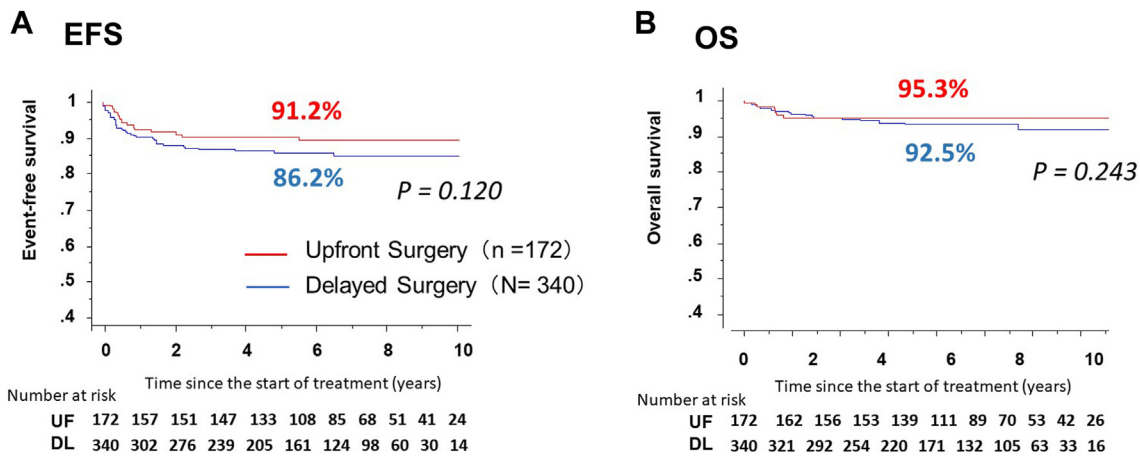 A EFS
Event-free survival
1
.9
.8
.7
.6
.5
.4
91.2%
86.2%
P = 0.120
Upfront Surgery（n =172）
Delayed Surgery（N= 340）
0 2 4 6 8 10
Time since the start of treatment (years)
Number at risk
UF 172 157 151 147 133 108 85 68 51 41 24
DL 340 302 276 239 205 161 124 98 60 30 14
B OS
Overall survival
1
.9
.8
.7
.6
.5
.4
95.3%
92.5%
P = 0.243
0 2 4 6 8 10
Time since the start of treatment (years)
Number at risk
UF 172 162 156 153 139 111 89 70 53 42 26
DL 340 321 292 254 220 171 132 105 63 33 16